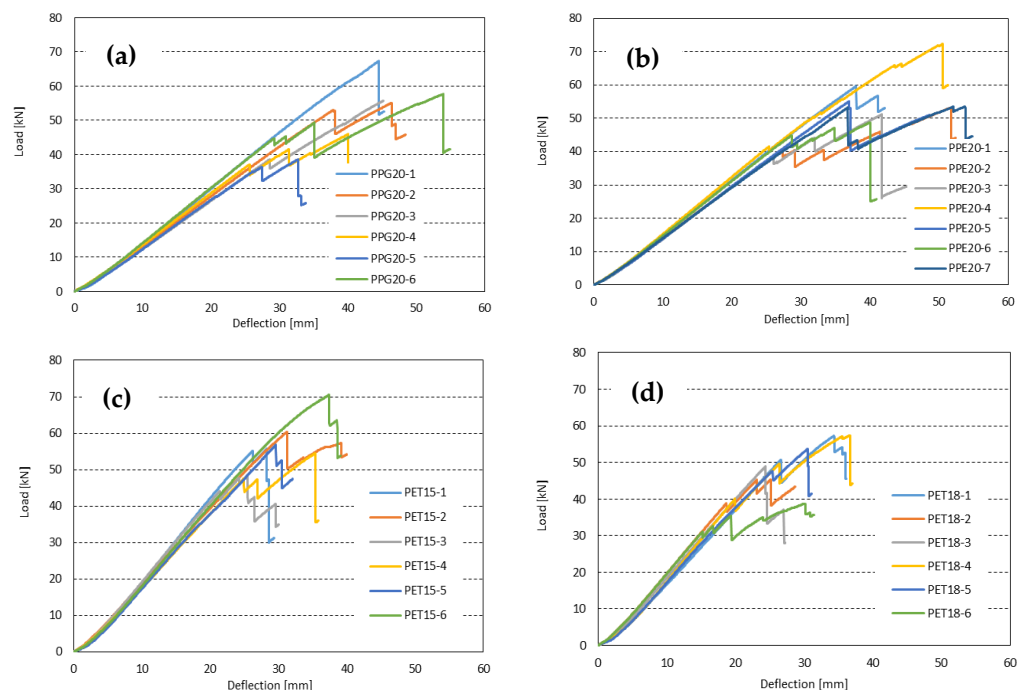 (a)
80
70
60
50
40
30
20
10
0
Load [kN]
0 10 20 30 40 50 60
Deflection [mm]
PPG20-1
PPG20-2
PPG20-3
PPG20-4
PPG20-5
PPG20-6
(b)
80
70
60
50
40
30
20
10
0
Load [kN]
0 10 20 30 40 50 60
Deflection [mm]
PPE20-1
PPE20-2
PPE20-3
PPE20-4
PPE20-5
PPE20-6
PPE20-7
(c)
80
70
60
50
40
30
20
10
0
Load [kN]
0 10 20 30 40 50 60
Deflection [mm]
PET15-1
PET15-2
PET15-3
PET15-4
PET15-5
PET15-6
(d)
80
70
60
50
40
30
20
10
0
Load [kN]
0 10 20 30 40 50 60
Deflection [mm]
PET18-1
PET18-2
PET18-3
PET18-4
PET18-5
PET18-6